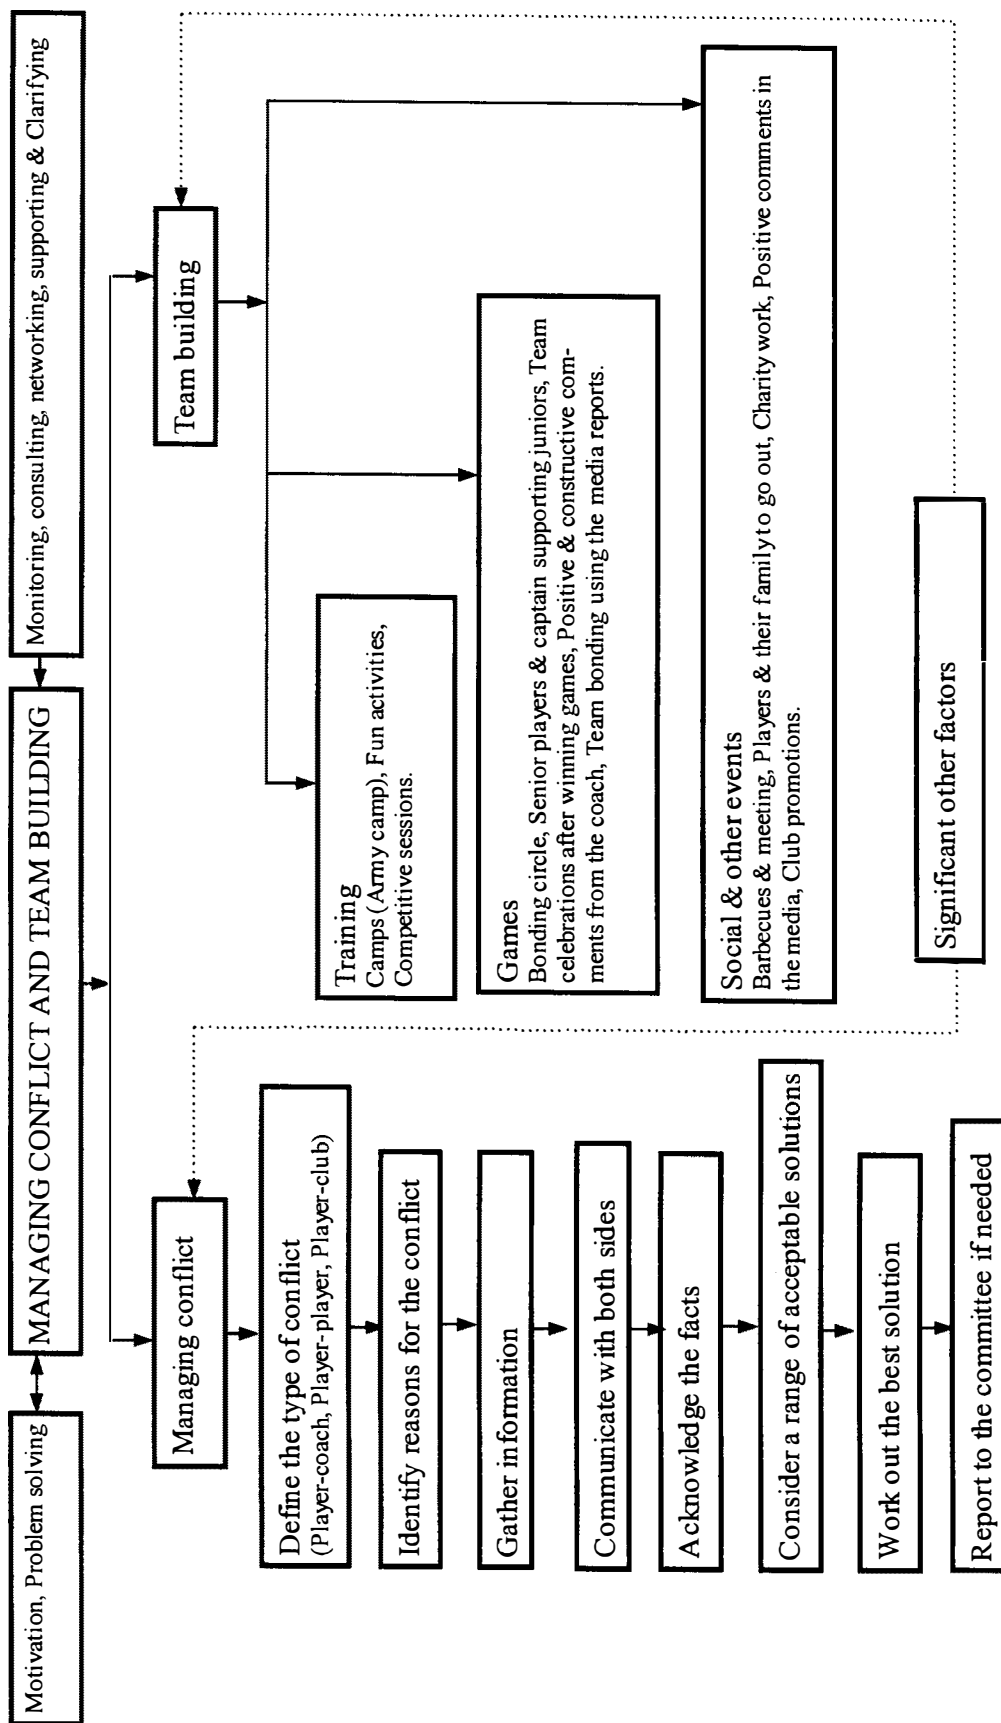 Motivation, Problem solving
MANAGING CONFLICT AND TEAM BUILDING
Monitoring, consulting, networking, supporting & Clarifying
Managing conflict
Define the type of conflict
(Player-coach, Player-player, Player-club)
Identify reasons for the conflict
Gather information
Communicate with both sides
Acknowledge the facts
Consider a range of acceptable solutions
Work out the best solution
Report to the committee if needed
Team building
Training
Camps (Army camp), Fun activities,
Competitive sessions.
Games
Bonding circle, Senior players & captain supporting juniors, Team
celebrations after winning games, Positive & constructive com-
ments from the coach, Team bonding using the media reports.
Social & other events
Barbecues & meeting, Players & their family to go out, Charity work, Positive comments in
the media, Club promotions.
Significant other factors